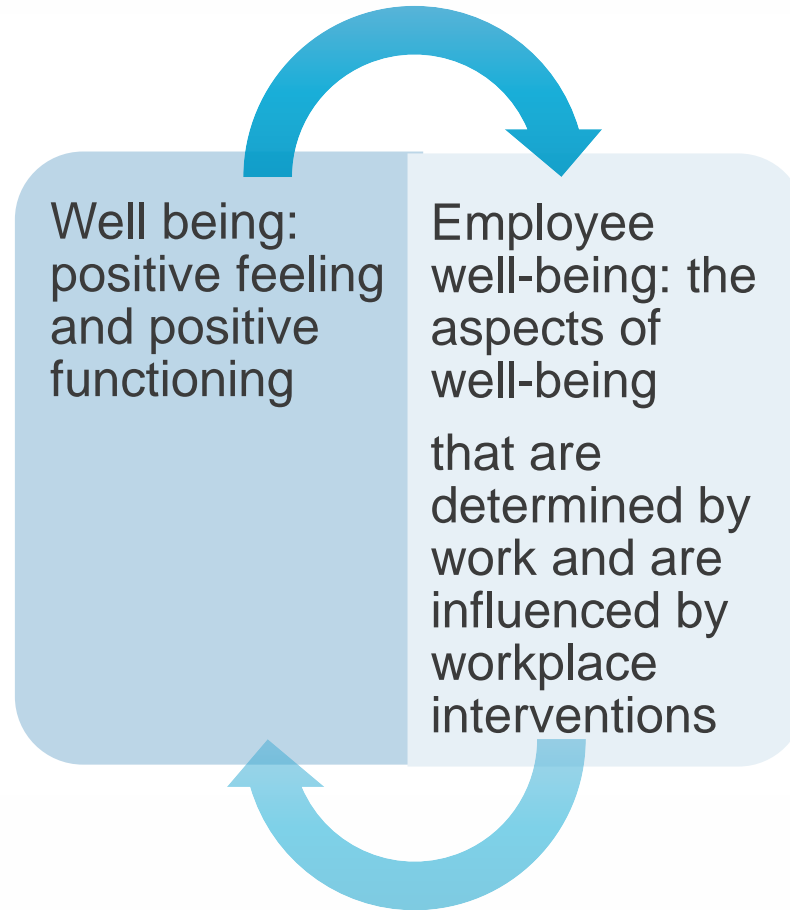 Well being:
positive feeling
and positive
functioning
Employee
well-being: the
aspects of
well-being
that are
determined by
work and are
influenced by
workplace
interventions